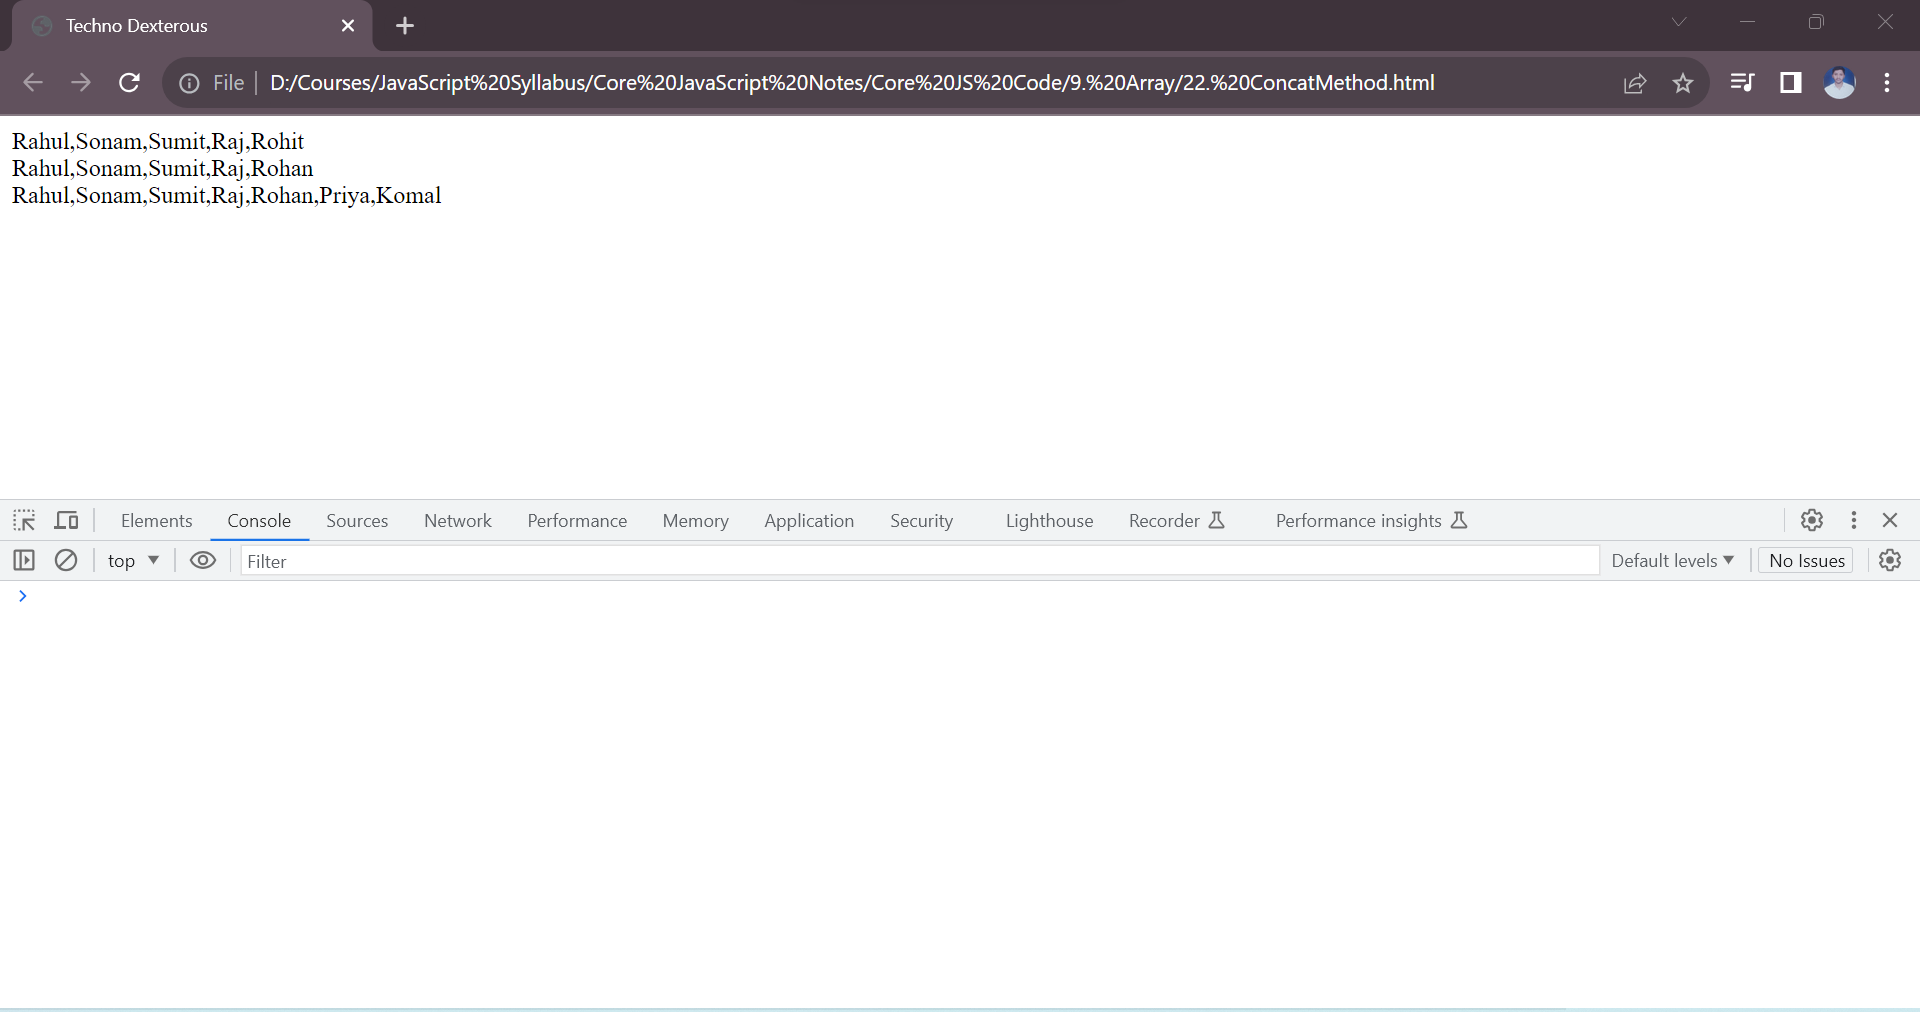 Techno Dexterous
File D:/Courses/JavaScript%20Syllabus/Core%20JavaScript%20Notes/Core%20JS%20Code/9.%20Array/22.%20ConcatMethod.html
Rahul,Sonam,Sumit,Raj,Rohit
Rahul,Sonam,Sumit,Raj,Rohan
Rahul,Sonam,Sumit,Raj,Rohan,Priya,Komal
Elements Console Sources Network Performance Memory Application Security Lighthouse Recorder Performance insights
top Filter Default levels No Issues